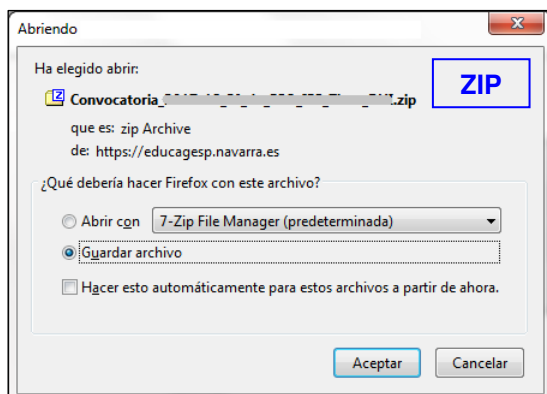 Abriendo
Ha elegido abrir:
ZIP
Convocatoria_ .zip
que es: zip Archive
de: https://educagesp.navarra.es
¿Qué debería hacer Firefox con este archivo?
Abrir con 7-Zip File Manager (predeterminada)
Guardar archivo
Hacer esto automáticamente para estos archivos a partir de ahora.
Aceptar Cancelar